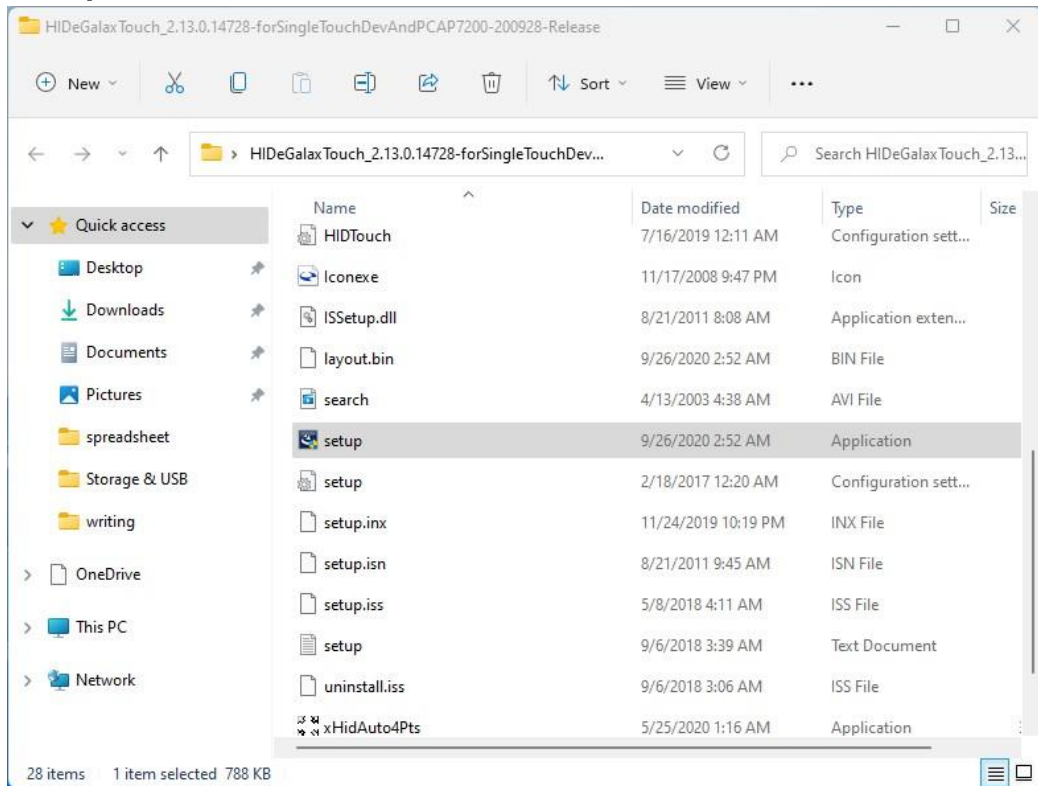 HIDeGalaxTouch_2.13.0.14728-forSingleTouchDevAndPCAP7200-200928-Release
New Sort View
HIDeGalaxTouch_2.13.0.14728-forSingleTouchDev... Search HIDeGalaxTouch_2.13...
Name Date modified Type Size
Quick access
Desktop
Downloads
Documents
Pictures
spreadsheet
Storage & USB
writing
OneDrive
This PC
Network
HIDTouch 7/16/2019 12:11 AM Configuration sett...
Iconexe 11/17/2008 9:47 PM Icon
ISSetup.dll 8/21/2011 8:08 AM Application exten...
layout.bin 9/26/2020 2:52 AM BIN File
search 4/13/2003 4:38 AM AVI File
setup 9/26/2020 2:52 AM Application
setup 2/18/2017 12:20 AM Configuration sett...
setup.inx 11/24/2019 10:19 PM INX File
setup.isn 8/21/2011 9:45 AM ISN File
setup.iss 5/8/2018 4:11 AM ISS File
setup 9/6/2018 3:39 AM Text Document
uninstall.iss 9/6/2018 3:06 AM ISS File
xHidAuto4Pts 5/25/2020 1:16 AM Application
28 items 1 item selected 788 KB